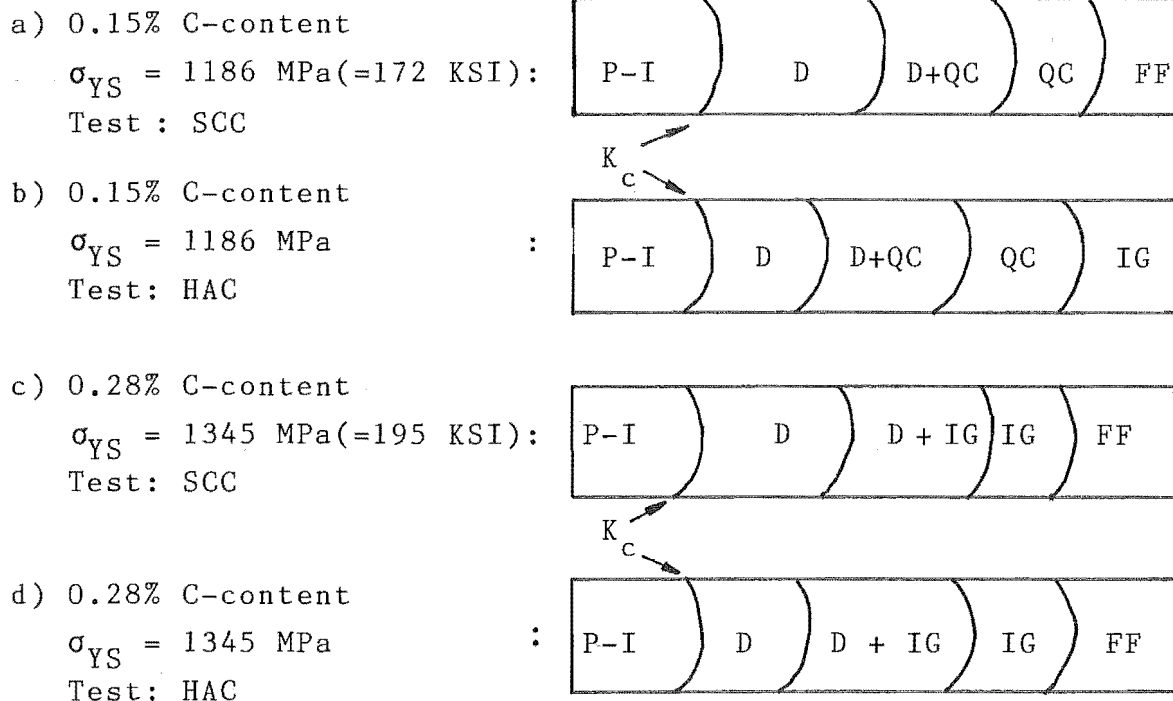 a) 0.15% C-content
σYS = 1186 MPa(=172 KSI):
Test : SCC
P-I D D+QC QC FF
Kc
b) 0.15% C-content
σYS = 1186 MPa :
Test: HAC
P-I D D+QC QC IG
c) 0.28% C-content
σYS = 1345 MPa(=195 KSI):
Test: SCC
P-I D D + IG IG FF
Kc
d) 0.28% C-content
σYS = 1345 MPa :
Test: HAC
P-I D D + IG IG FF